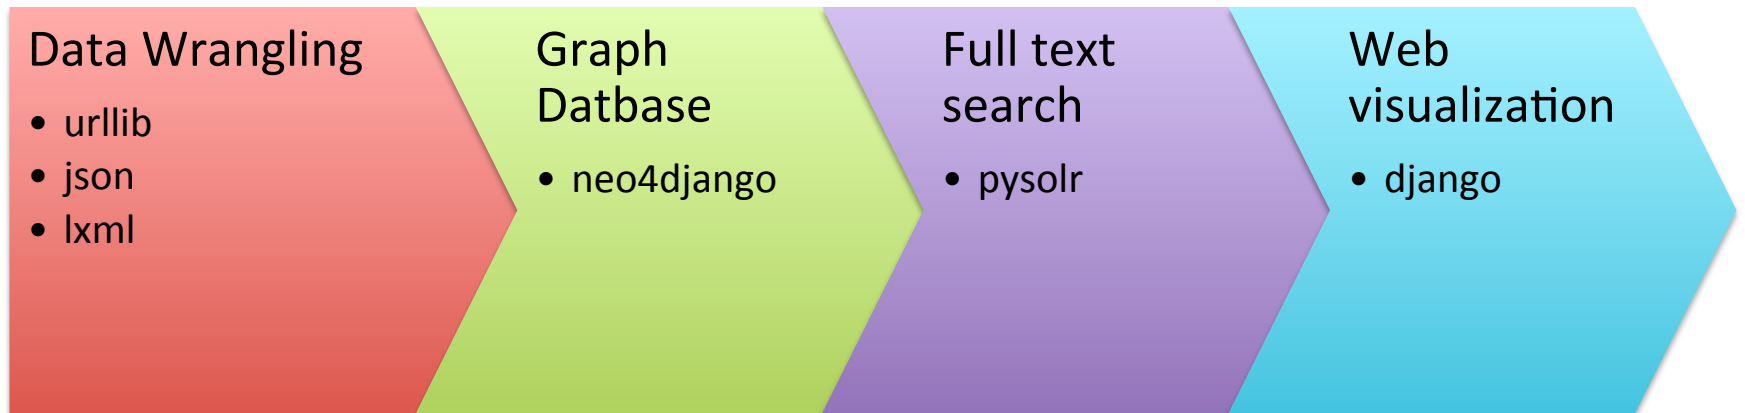 Data Wrangling
• urllib
• json
• lxml
Graph
Datbase
• neo4django
Full text
search
• pysolr
Web
visualization
• django